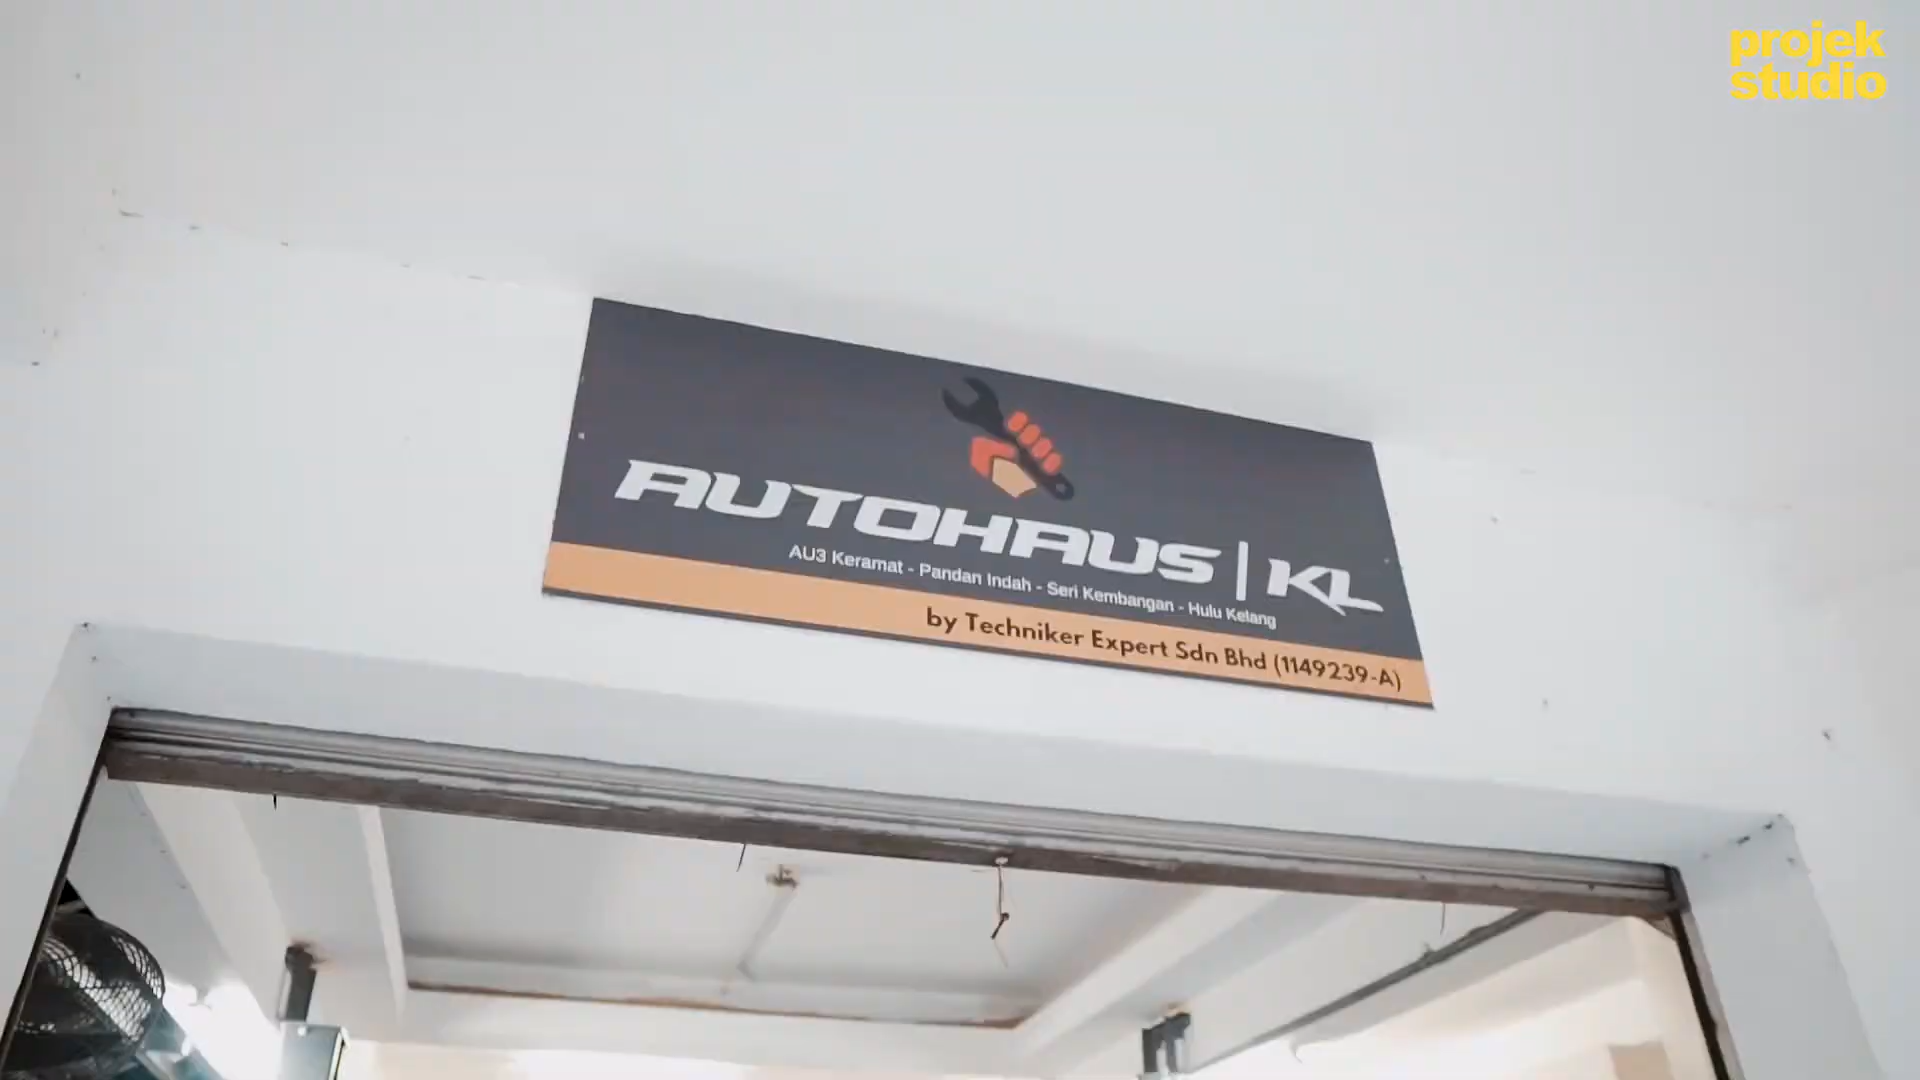 projek
studio
AUTOHAUS | KL
AU3 Keramat - Pandan Indah - Seri Kembangan - Hulu Kelang
by Techniker Expert Sdn Bhd (1149239-A)